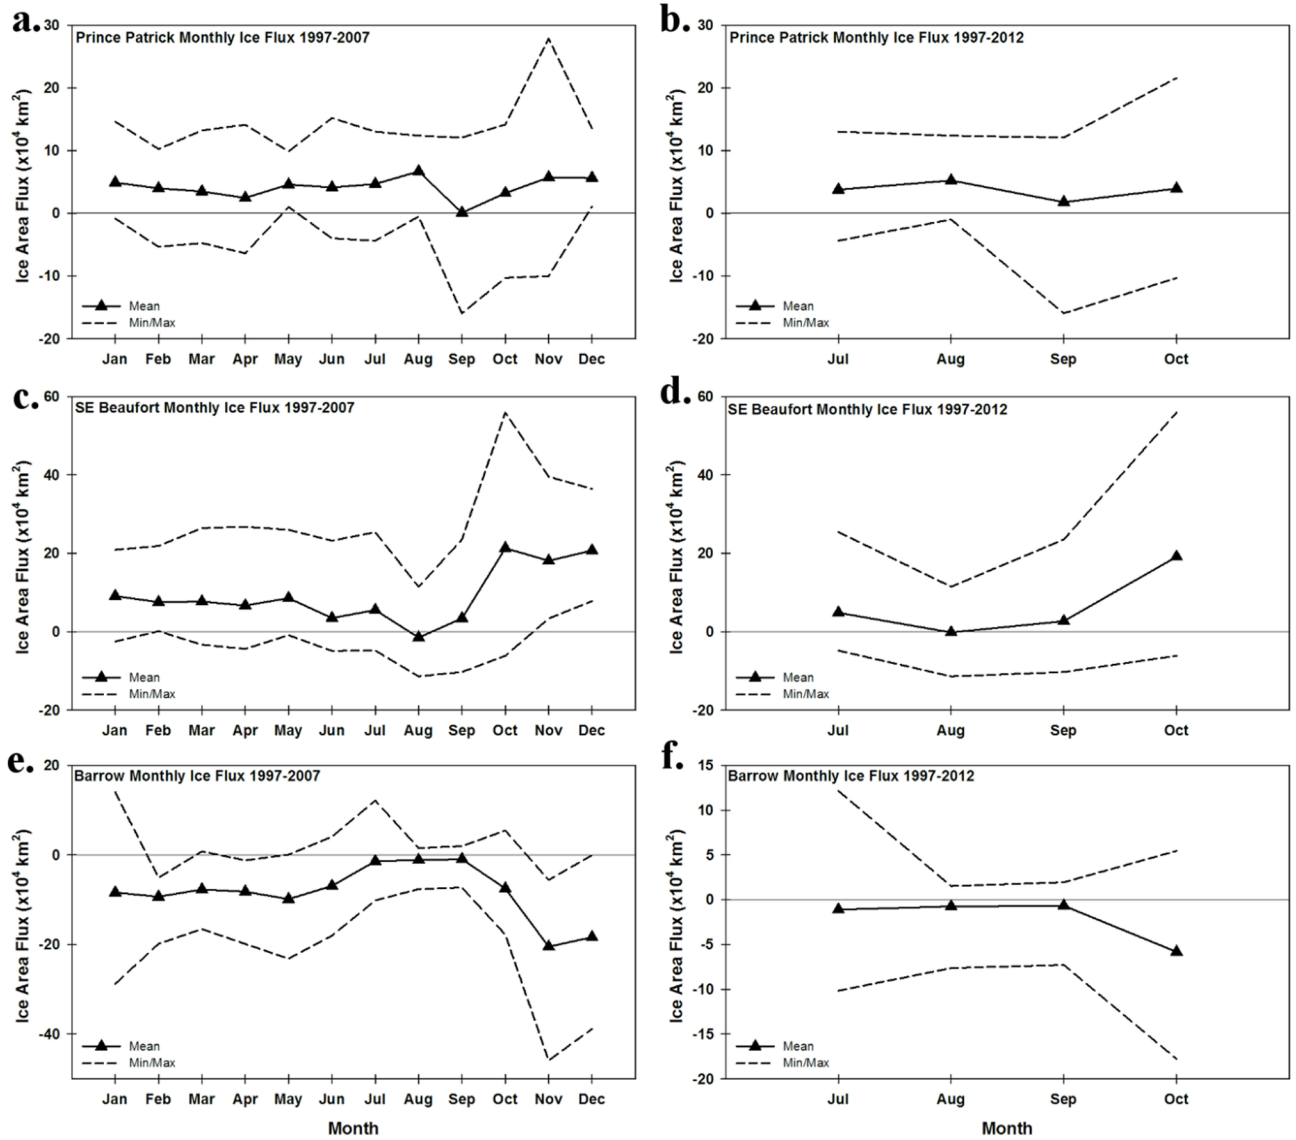 a.
Prince Patrick Monthly Ice Flux 1997-2007
Ice Area Flux (x10⁴ km²)
30
20
10
0
-10
-20
Mean
Min/Max
Jan Feb Mar Apr May Jun Jul Aug Sep Oct Nov Dec
b.
Prince Patrick Monthly Ice Flux 1997-2012
Ice Area Flux (x10⁴ km²)
30
20
10
0
-10
-20
Mean
Min/Max
Jul Aug Sep Oct
c.
SE Beaufort Monthly Ice Flux 1997-2007
Ice Area Flux (x10⁴ km²)
60
40
20
0
-20
Mean
Min/Max
Jan Feb Mar Apr May Jun Jul Aug Sep Oct Nov Dec
d.
SE Beaufort Monthly Ice Flux 1997-2012
Ice Area Flux (x10⁴ km²)
60
40
20
0
-20
Mean
Min/Max
Jul Aug Sep Oct
e.
Barrow Monthly Ice Flux 1997-2007
Ice Area Flux (x10⁴ km²)
20
0
-20
-40
Mean
Min/Max
Jan Feb Mar Apr May Jun Jul Aug Sep Oct Nov Dec
Month
f.
Barrow Monthly Ice Flux 1997-2012
Ice Area Flux (x10⁴ km²)
15
10
5
0
-5
-10
-15
-20
Mean
Min/Max
Jul Aug Sep Oct
Month